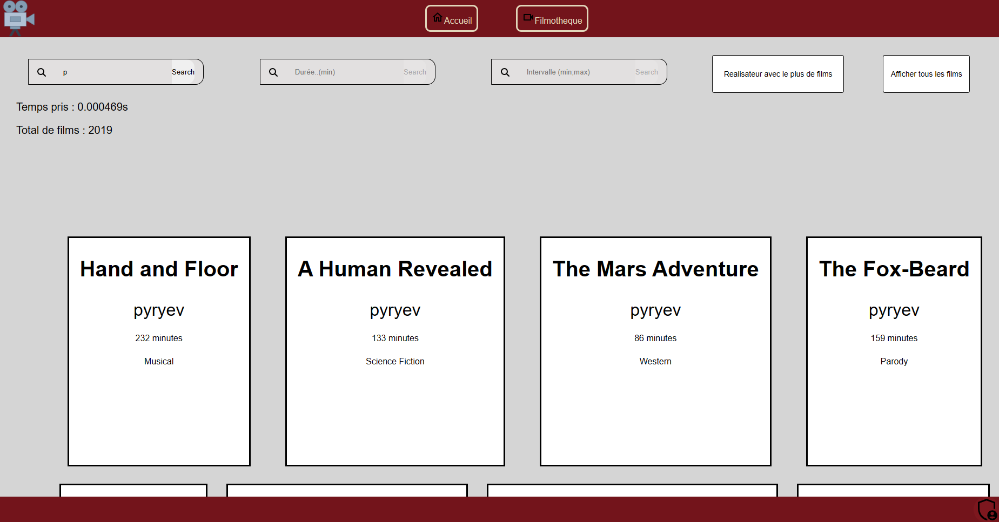 Accueil
Filmotheque
p
Search
Durée..(min)
Search
Intervalle (min;max)
Search
Realisateur avec le plus de films
Afficher tous les films
Temps pris : 0.000469s
Total de films : 2019
Hand and Floor
pyryev
232 minutes
Musical
A Human Revealed
pyryev
133 minutes
Science Fiction
The Mars Adventure
pyryev
86 minutes
Western
The Fox-Beard
pyryev
159 minutes
Parody